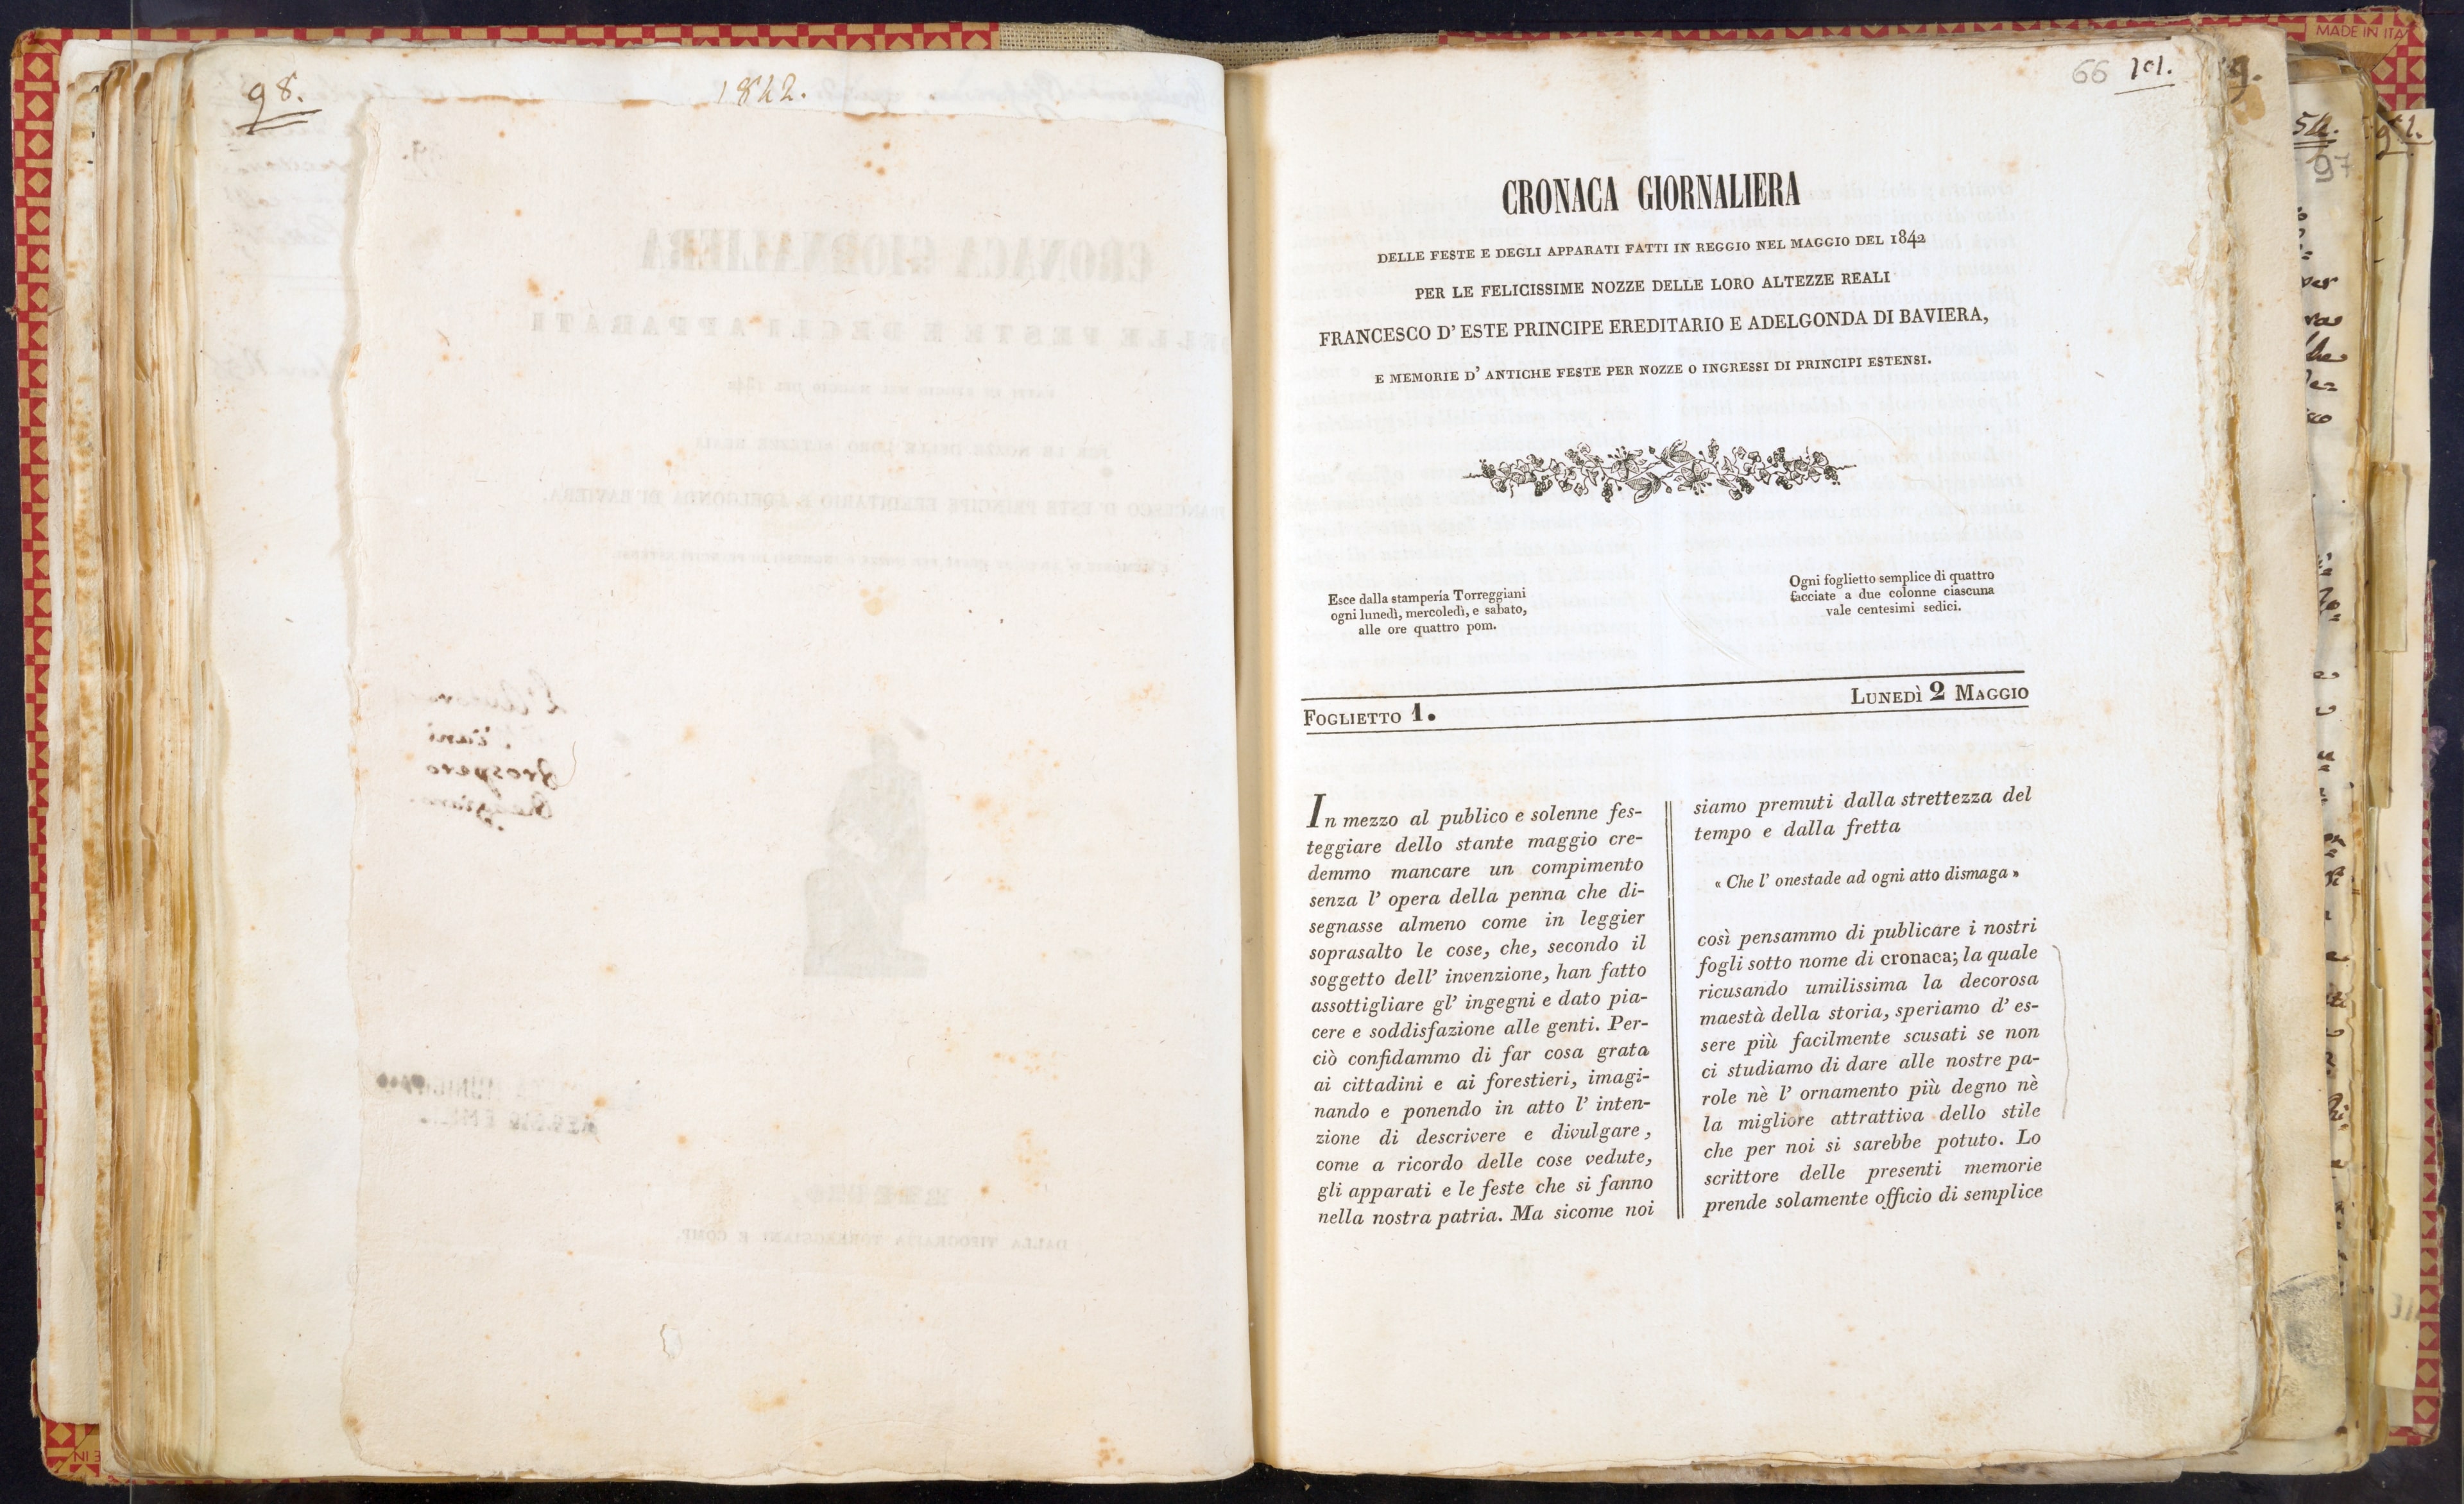 98.
1842.
66 101.
9.
54.
97
MADE IN ITA
CRONACA GIORNALIERA
DELLE FESTE E DEGLI APPARATI FATTI IN REGGIO NEL MAGGIO DEL 1842
PER LE FELICISSIME NOZZE DELLE LORO ALTEZZE REALI
FRANCESCO D' ESTE PRINCIPE EREDITARIO E ADELGONDA DI BAVIERA,
E MEMORIE D' ANTICHE FESTE PER NOZZE O INGRESSI DI PRINCIPI ESTENSI.
Esce dalla stamperia Torreggiani
ogni lunedì, mercoledì, e sabato,
alle ore quattro pom.
Ogni foglietto semplice di quattro
facciate a due colonne ciascuna
vale centesimi sedici.
FOGLIETTO 1.
LUNEDÌ 2 MAGGIO
In mezzo al publico e solenne fes-
teggiare dello stante maggio cre-
demmo mancare un compimento
senza l' opera della penna che di-
segnasse almeno come in leggier
soprasalto le cose, che, secondo il
soggetto dell' invenzione, han fatto
assottigliare gl' ingegni e dato pia-
cere e soddisfazione alle genti. Per-
ciò confidammo di far cosa grata
ai cittadini e ai forestieri, imagi-
nando e ponendo in atto l' inten-
zione di descrivere e divulgare,
come a ricordo delle cose vedute,
gli apparati e le feste che si fanno
nella nostra patria. Ma sicome noi
siamo premuti dalla strettezza del
tempo e dalla fretta
« Che l' onestade ad ogni atto dismaga »
così pensammo di publicare i nostri
fogli sotto nome di cronaca; la quale
ricusando umilissima la decorosa
maestà della storia, speriamo d' es-
sere più facilmente scusati se non
ci studiamo di dare alle nostre pa-
role nè l' ornamento più degno nè
la migliore attrattiva dello stile
che per noi si sarebbe potuto. Lo
scrittore delle presenti memorie
prende solamente officio di semplice